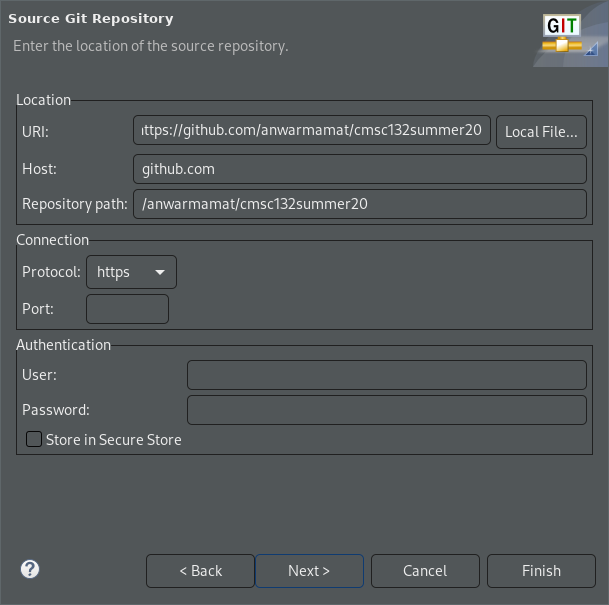 Source Git Repository
Enter the location of the source repository.
GIT
Location
URI: ttps://github.com/anwarmamat/cmsc132summer20 Local File...
Host: github.com
Repository path: /anwarmamat/cmsc132summer20
Connection
Protocol: https
Port:
Authentication
User:
Password:
Store in Secure Store
? < Back Next > Cancel Finish